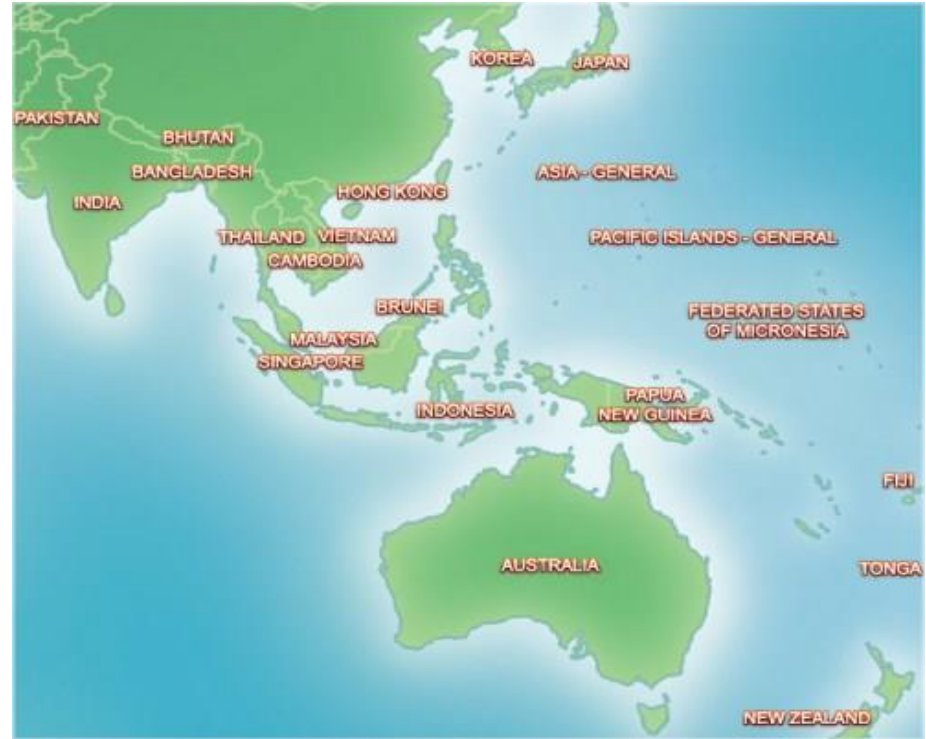 KOREA
JAPAN
PAKISTAN
BHUTAN
BANGLADESH
ASIA - GENERAL
HONG KONG
INDIA
THAILAND
VIETNAM
PACIFIC ISLANDS - GENERAL
CAMBODIA
BRUNEI
FEDERATED STATES
OF MICRONESIA
MALAYSIA
SINGAPORE
PAPUA
NEW GUINEA
INDONESIA
FIJI
AUSTRALIA
TONGA
NEW ZEALAND